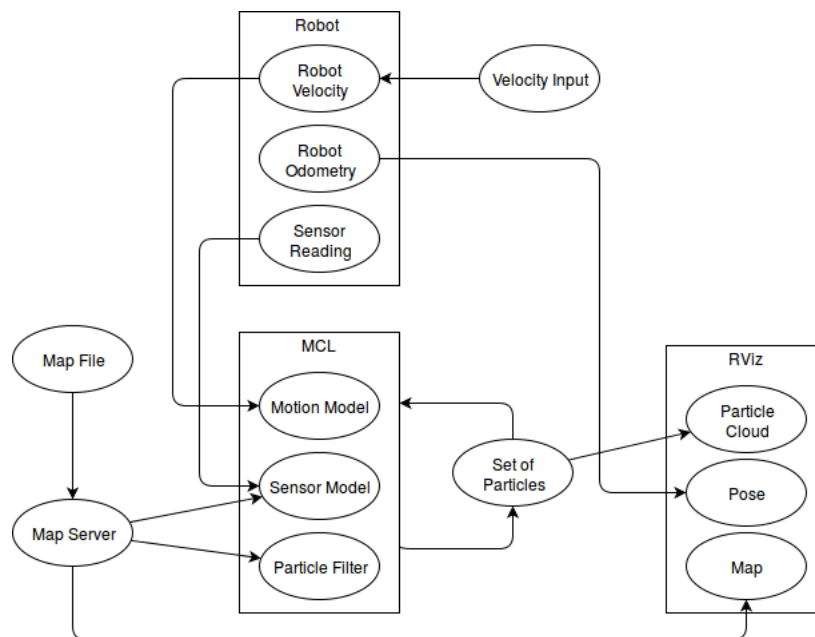 Robot
Robot
Velocity
Velocity Input
Robot
Odometry
Sensor
Reading
Map File
MCL
RViz
Motion Model
Particle
Cloud
Set of
Particles
Sensor Model
Pose
Map Server
Particle Filter
Map